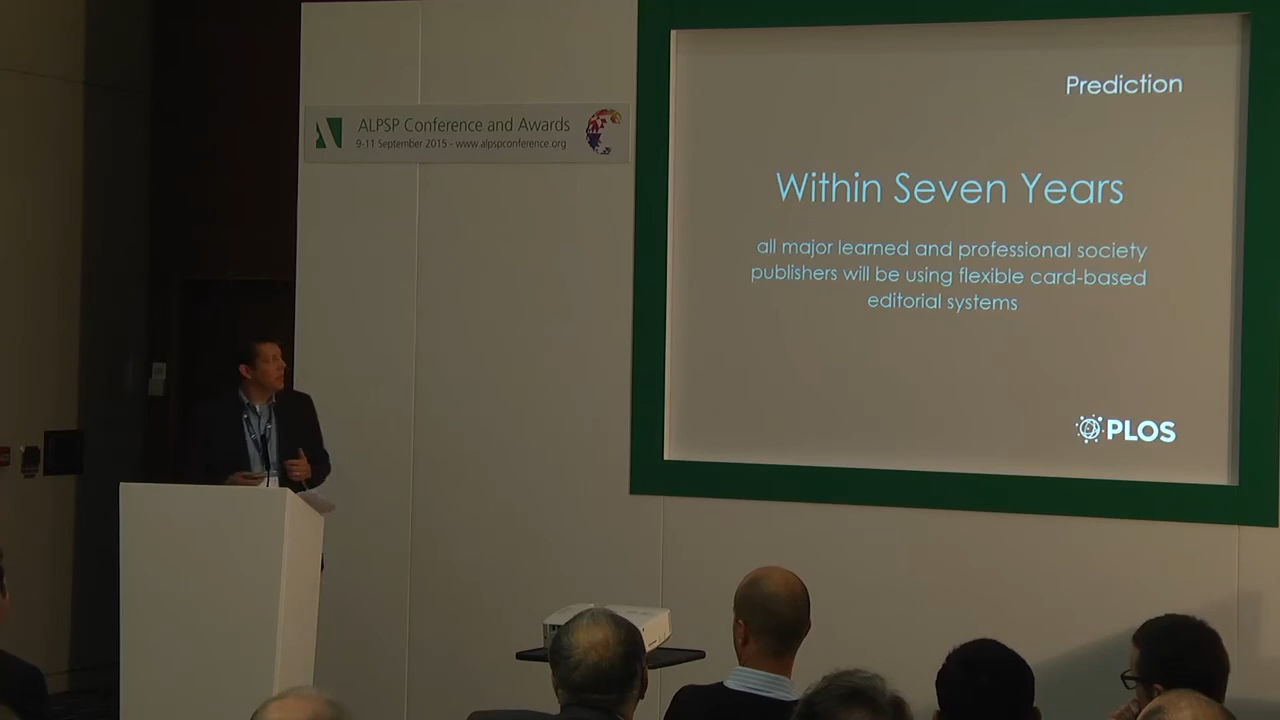 ALPSP Conference and Awards
9-11 September 2015 - www.alpspconference.org
Prediction
Within Seven Years
all major learned and professional society
publishers will be using flexible card-based
editorial systems
PLOS